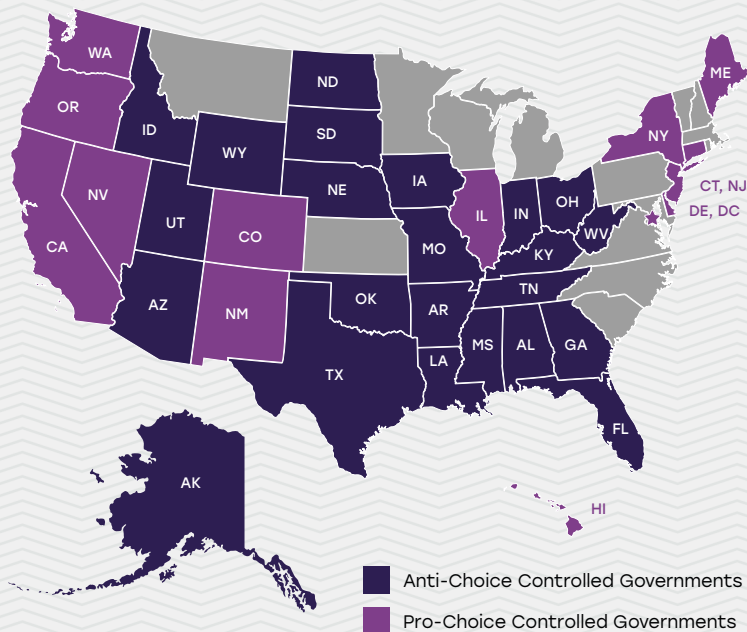 WA
ME
ND
OR
ID
SD
NY
WY
CT, NJ
IA
NE
NV
OH
IL
IN
DE, DC
UT
CO
WV
CA
MO
KY
TN
AZ
OK
NM
AR
MS
AL
GA
LA
TX
FL
AK
HI
Anti-Choice Controlled Governments
Pro-Choice Controlled Governments